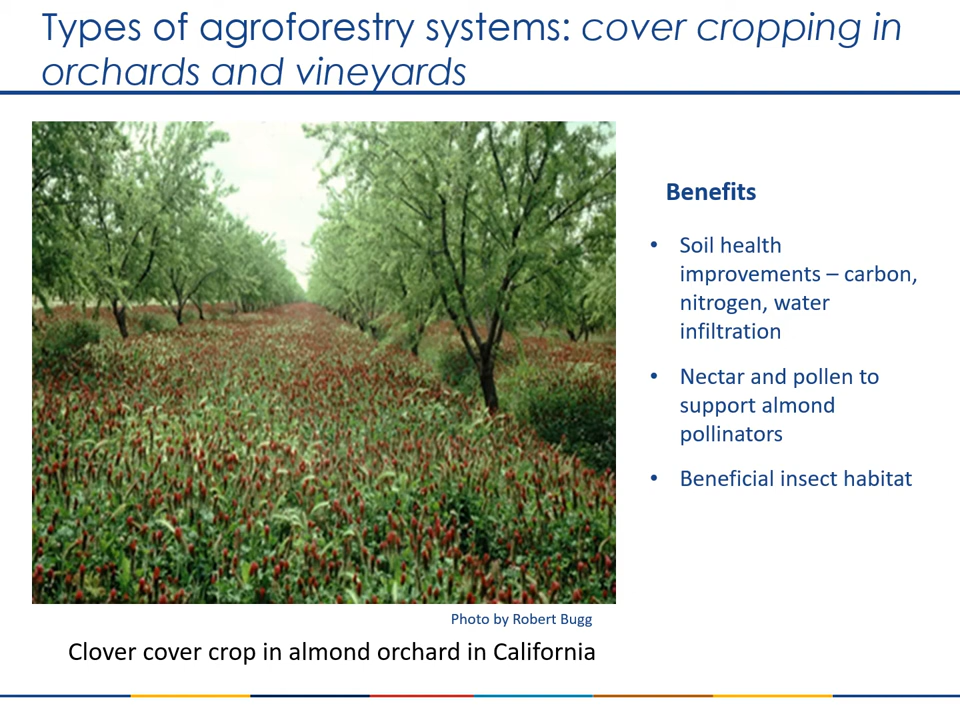 Types of agroforestry systems: cover cropping in
orchards and vineyards
Benefits
• Soil health
improvements – carbon,
nitrogen, water
infiltration
• Nectar and pollen to
support almond
pollinators
• Beneficial insect habitat
Photo by Robert Bugg
Clover cover crop in almond orchard in California